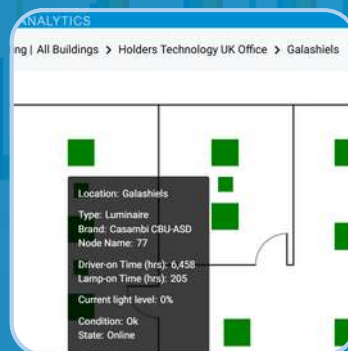 ANALYTICS
ng | All Buildings > Holders Technology UK Office > Galashiels
Location: Galashiels
Type: Luminaire
Brand: Casambi CBU-ASD
Node Name: 77
Driver-on Time (hrs): 6,458
Lamp-on Time (hrs): 205
Current light level: 0%
Condition: Ok
State: Online